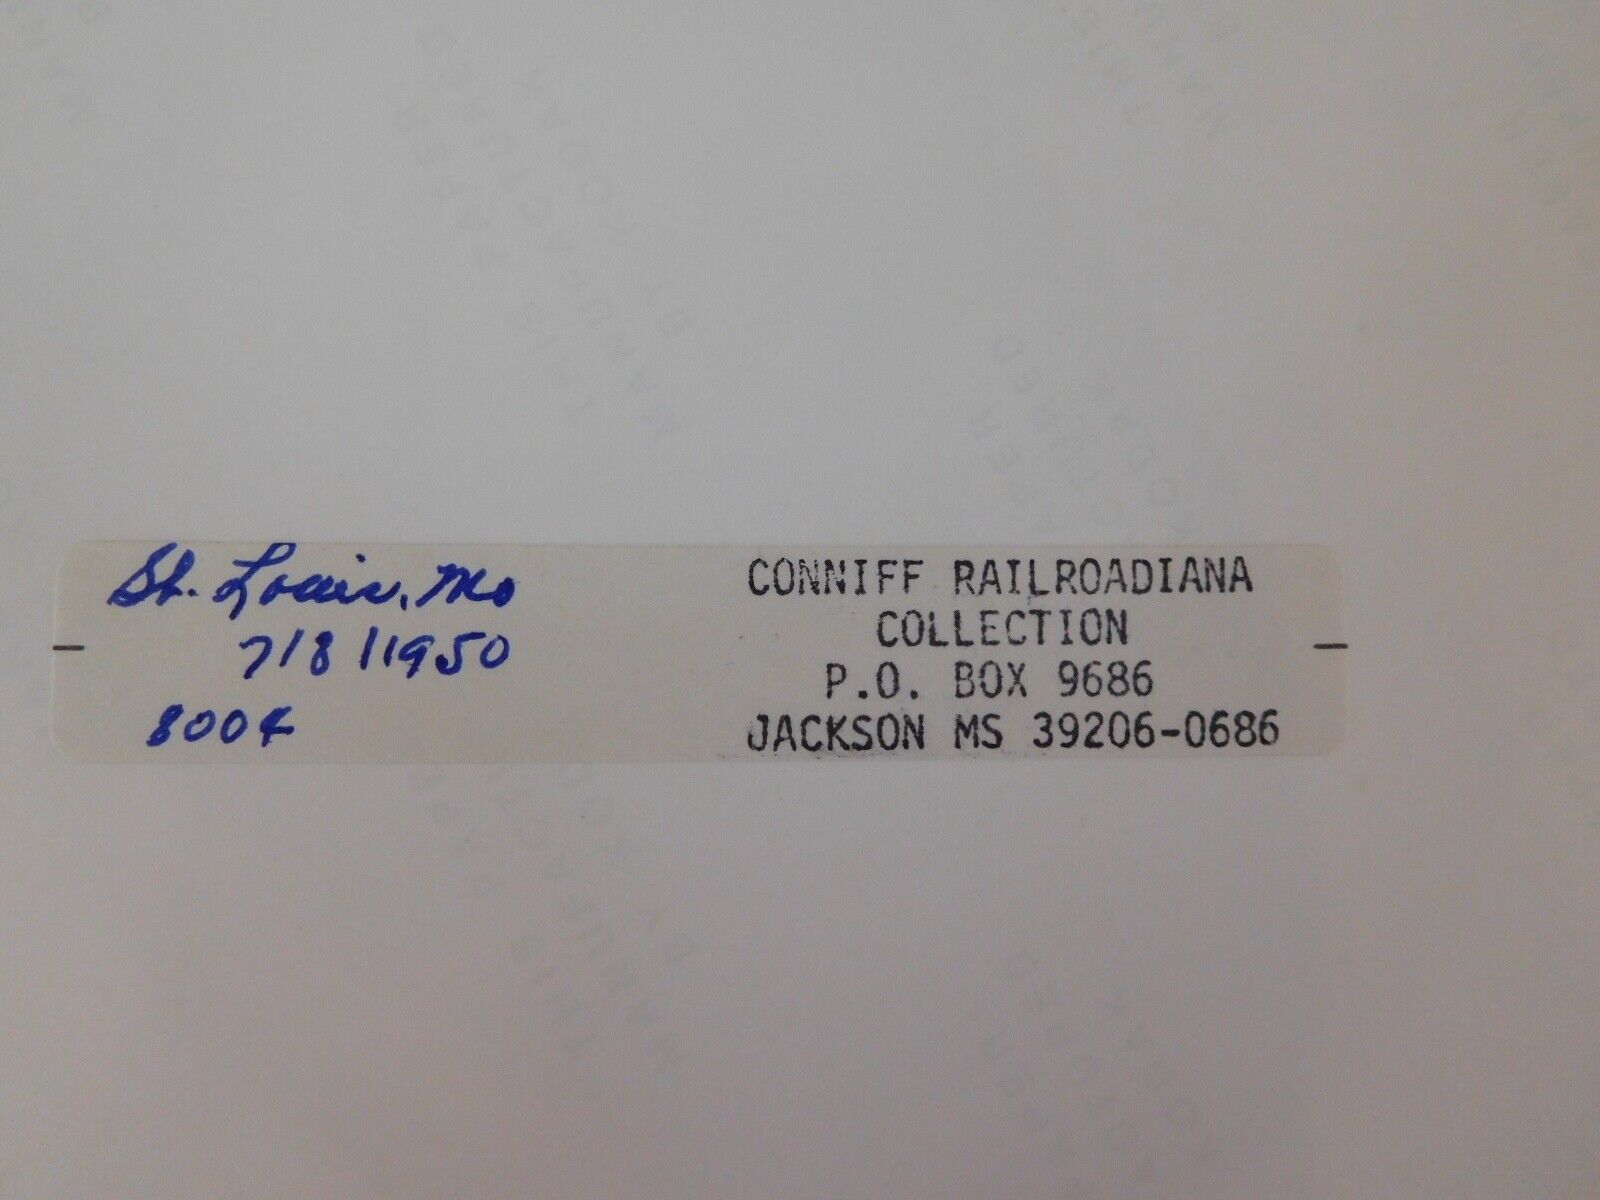 St. Louis, Mo
7/8/1950
8004
CONNIFF RAILROADIANA
COLLECTION
P.O. BOX 9686
JACKSON MS 39206-0686